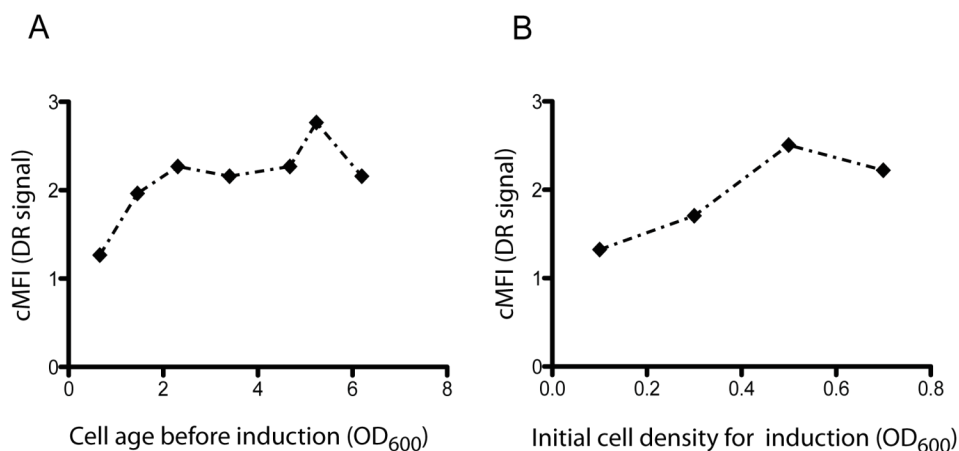 A
cMFI (DR signal)
3
2
1
0
0 2 4 6 8
Cell age before induction (OD600)
B
cMFI (DR signal)
3
2
1
0
0.0 0.2 0.4 0.6 0.8
Initial cell density for induction (OD600)